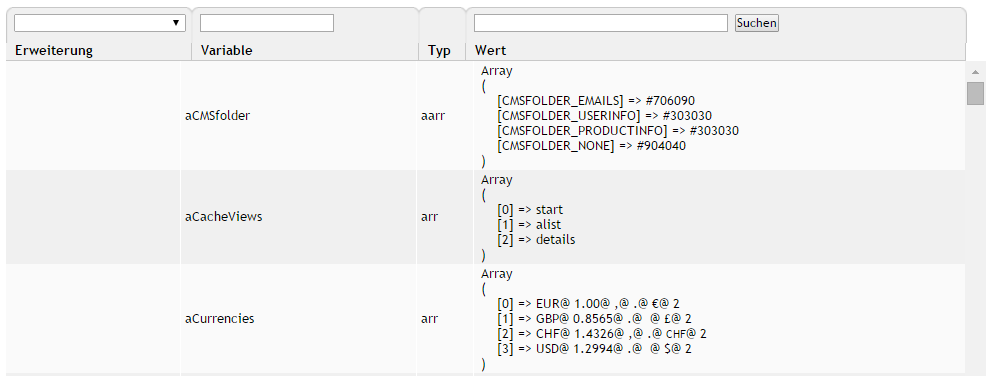 Suchen
Erweiterung Variable Typ Wert
Array
(
[CMSFOLDER_EMAILS] => #706090
[CMSFOLDER_USERINFO] => #303030
aCMSfolder aarr
[CMSFOLDER_PRODUCTINFO] => #303030
[CMSFOLDER_NONE] => #904040
)
Array
(
[0] => start
aCacheViews arr
[1] => alist
[2] => details
)
Array
(
[0] => EUR@ 1.00@ ,@ .@ €@ 2
[1] => GBP@ 0.8565@ .@ @ £@ 2
aCurrencies arr
[2] => CHF@ 1.4326@ ,@ .@ CHF@ 2
[3] => USD@ 1.2994@ .@ @ $@ 2
)